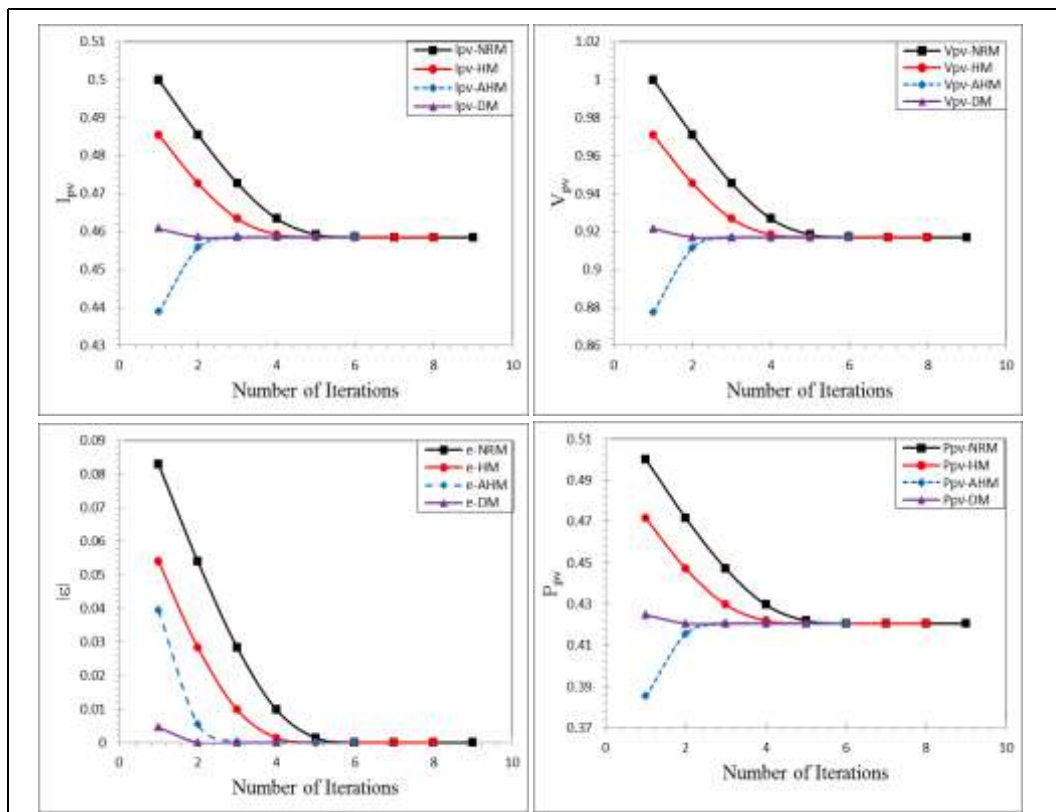 0.51
0.5
0.49
0.48
0.47
0.46
0.45
0.44
0.43
Ipv
0 2 4 6 8 10
Number of Iterations
Ipv-NRM
Ipv-HM
Ipv-AHM
Ipv-DM
1.02
1
0.98
0.96
0.94
0.92
0.9
0.88
0.86
Vpv
0 2 4 6 8 10
Number of Iterations
Vpv-NRM
Vpv-HM
Vpv-AHM
Vpv-DM
0.09
0.08
0.07
0.06
0.05
0.04
0.03
0.02
0.01
0
|ε|
0 2 4 6 8 10
Number of Iterations
e-NRM
e-HM
e-AHM
e-DM
0.51
0.49
0.47
0.45
0.43
0.41
0.39
0.37
Ppv
0 2 4 6 8 10
Number of Iterations
Ppv-NRM
Ppv-HM
Ppv-AHM
Ppv-DM